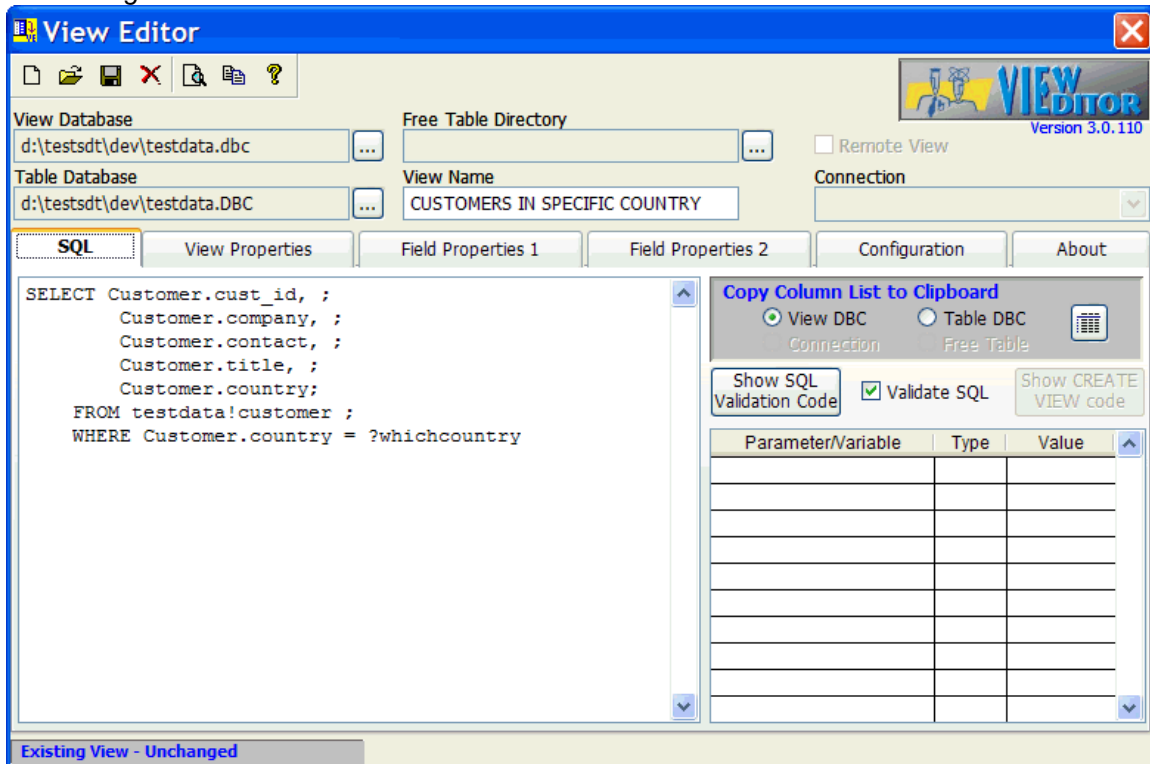 View Editor
VIEW
EDITOR
Version 3.0.110
View Database
Free Table Directory
d:\testsdt\dev\testdata.dbc
...
...
Remote View
Table Database
View Name
Connection
d:\testsdt\dev\testdata.DBC
...
CUSTOMERS IN SPECIFIC COUNTRY
SQL
View Properties
Field Properties 1
Field Properties 2
Configuration
About
SELECT Customer.cust_id, ;
Customer.company, ;
Customer.contact, ;
Customer.title, ;
Customer.country;
FROM testdata!customer ;
WHERE Customer.country = ?whichcountry
Copy Column List to Clipboard
View DBC
Table DBC
Connection
Free Table
Show SQL
Validation Code
Validate SQL
Show CREATE
VIEW code
Parameter/Variable Type Value
Existing View - Unchanged